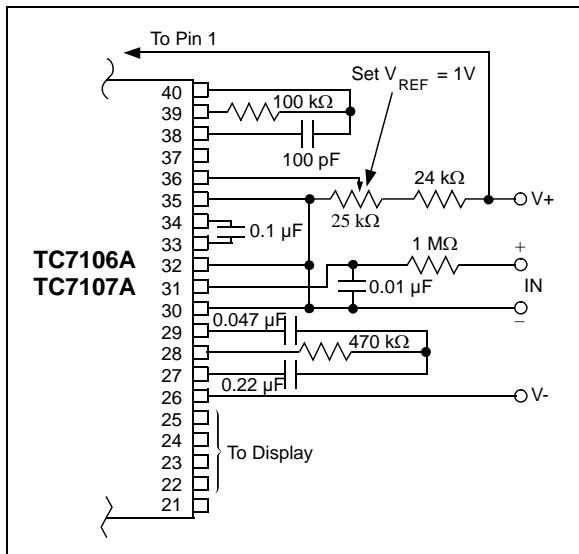 To Pin 1
Set VREF = 1V
40
39
100 kΩ
38
100 pF
37
36
24 kΩ
35
25 kΩ
V+
34
0.1 µF
33
TC7106A
TC7107A
32
1 MΩ
+
31
0.01 µF
IN
30
–
29
0.047 µF
28
470 kΩ
27
0.22 µF
26
V-
25
24
To Display
23
22
21